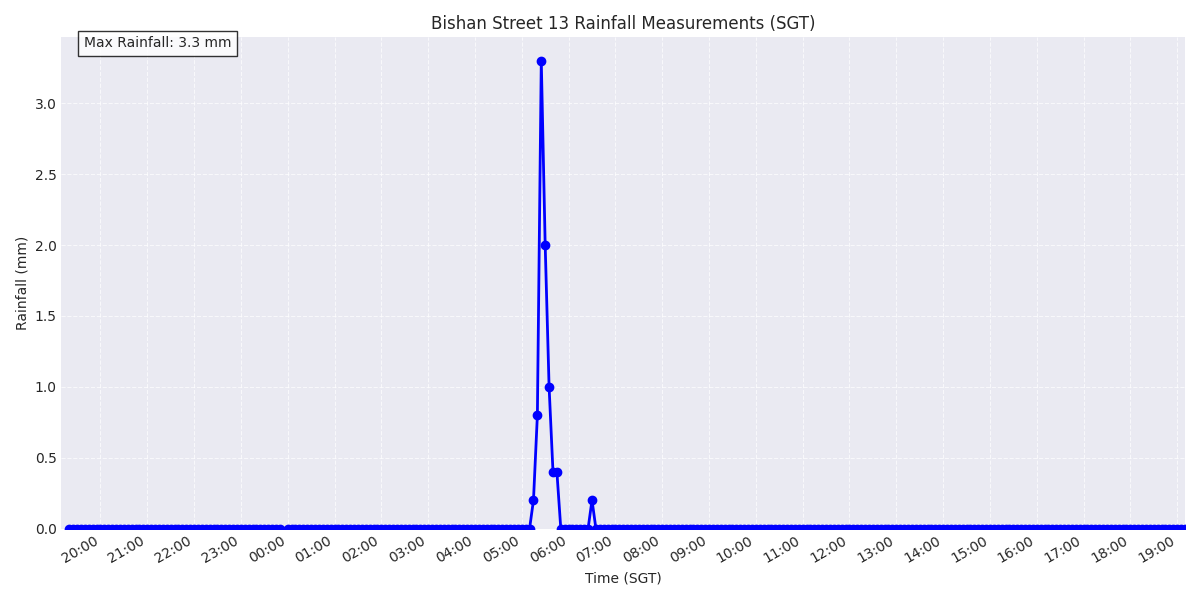 Bishan Street 13 Rainfall Measurements (SGT)
Max Rainfall: 3.3 mm
Rainfall (mm)
3.0
2.5
2.0
1.5
1.0
0.5
0.0
20:00 21:00 22:00 23:00 00:00 01:00 02:00 03:00 04:00 05:00 06:00 07:00 08:00 09:00 10:00 11:00 12:00 13:00 14:00 15:00 16:00 17:00 18:00 19:00
Time (SGT)